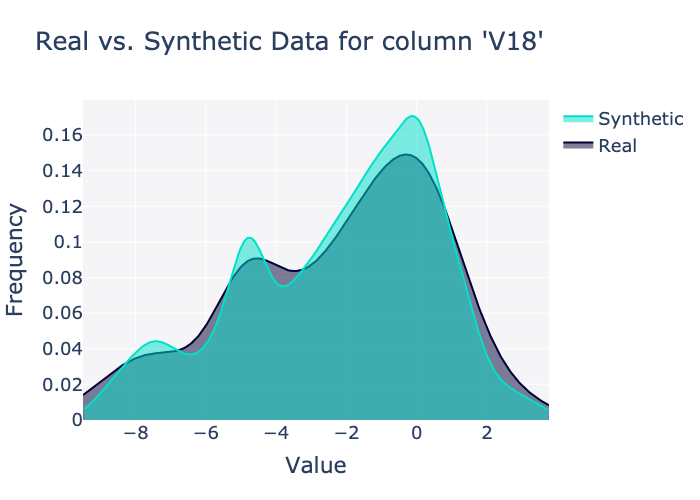 Real vs. Synthetic Data for column 'V18'
Synthetic
Real
Frequency
0.16
0.14
0.12
0.1
0.08
0.06
0.04
0.02
0
−8 −6 −4 −2 0 2
Value